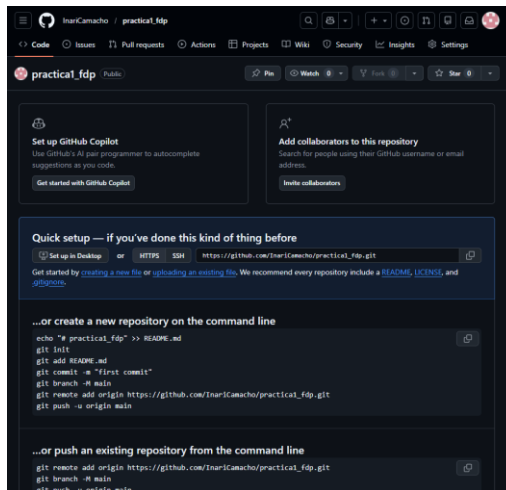 InariCamacho / practica1_fdp
Code Issues Pull requests Actions Projects Wiki Security Insights Settings
practica1_fdp Public Pin Watch 0 Fork 0 Star 0
Set up GitHub Copilot
Use GitHub's AI pair programmer to autocomplete
suggestions as you code.
Get started with GitHub Copilot
Add collaborators to this repository
Search for people using their GitHub username or email
address.
Invite collaborators
Quick setup — if you've done this kind of thing before
Set up in Desktop or HTTPS SSH https://github.com/InariCamacho/practica1_fdp.git
Get started by creating a new file or uploading an existing file. We recommend every repository include a README, LICENSE, and
.gitignore.
...or create a new repository on the command line
echo "# practica1_fdp" >> README.md
git init
git add README.md
git commit -m "first commit"
git branch -M main
git remote add origin https://github.com/InariCamacho/practica1_fdp.git
git push -u origin main
...or push an existing repository from the command line
git remote add origin https://github.com/InariCamacho/practica1_fdp.git
git branch -M main
git push -u origin main